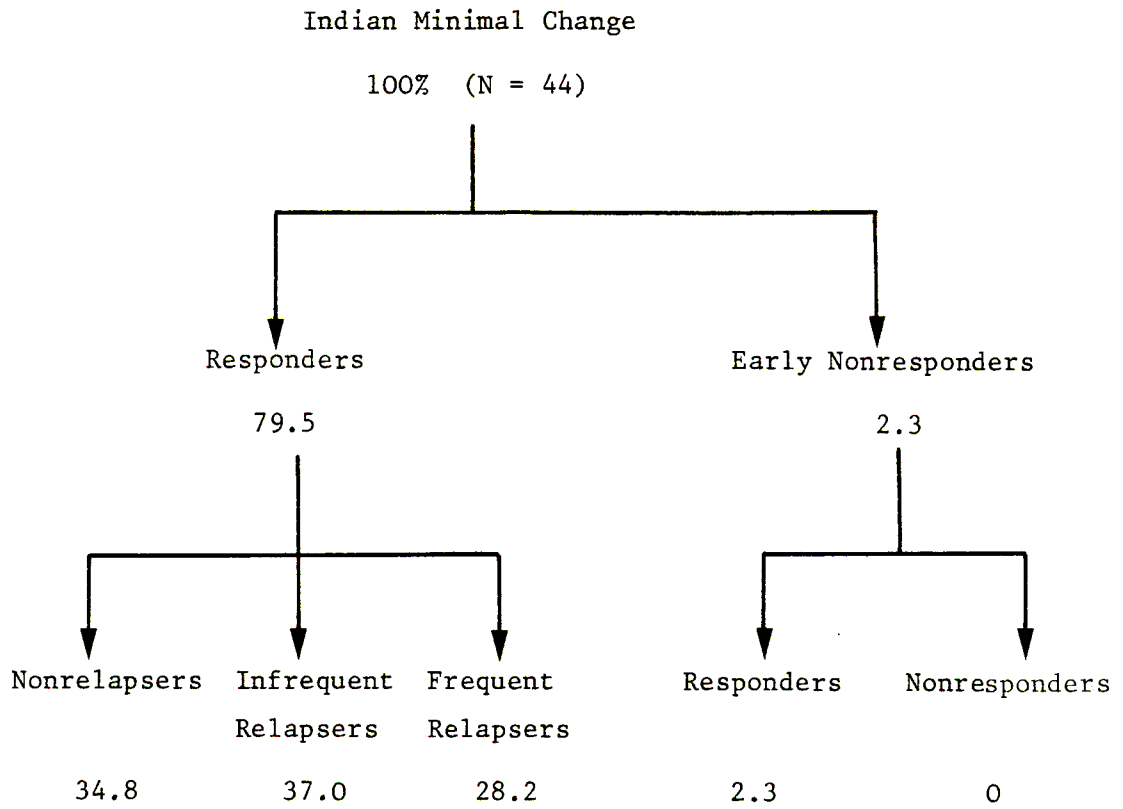 Indian Minimal Change
100% (N = 44)
Responders Early Nonresponders
79.5 2.3
Nonrelapsers Infrequent Frequent Responders Nonresponders
Relapsers Relapsers
34.8 37.0 28.2 2.3 0